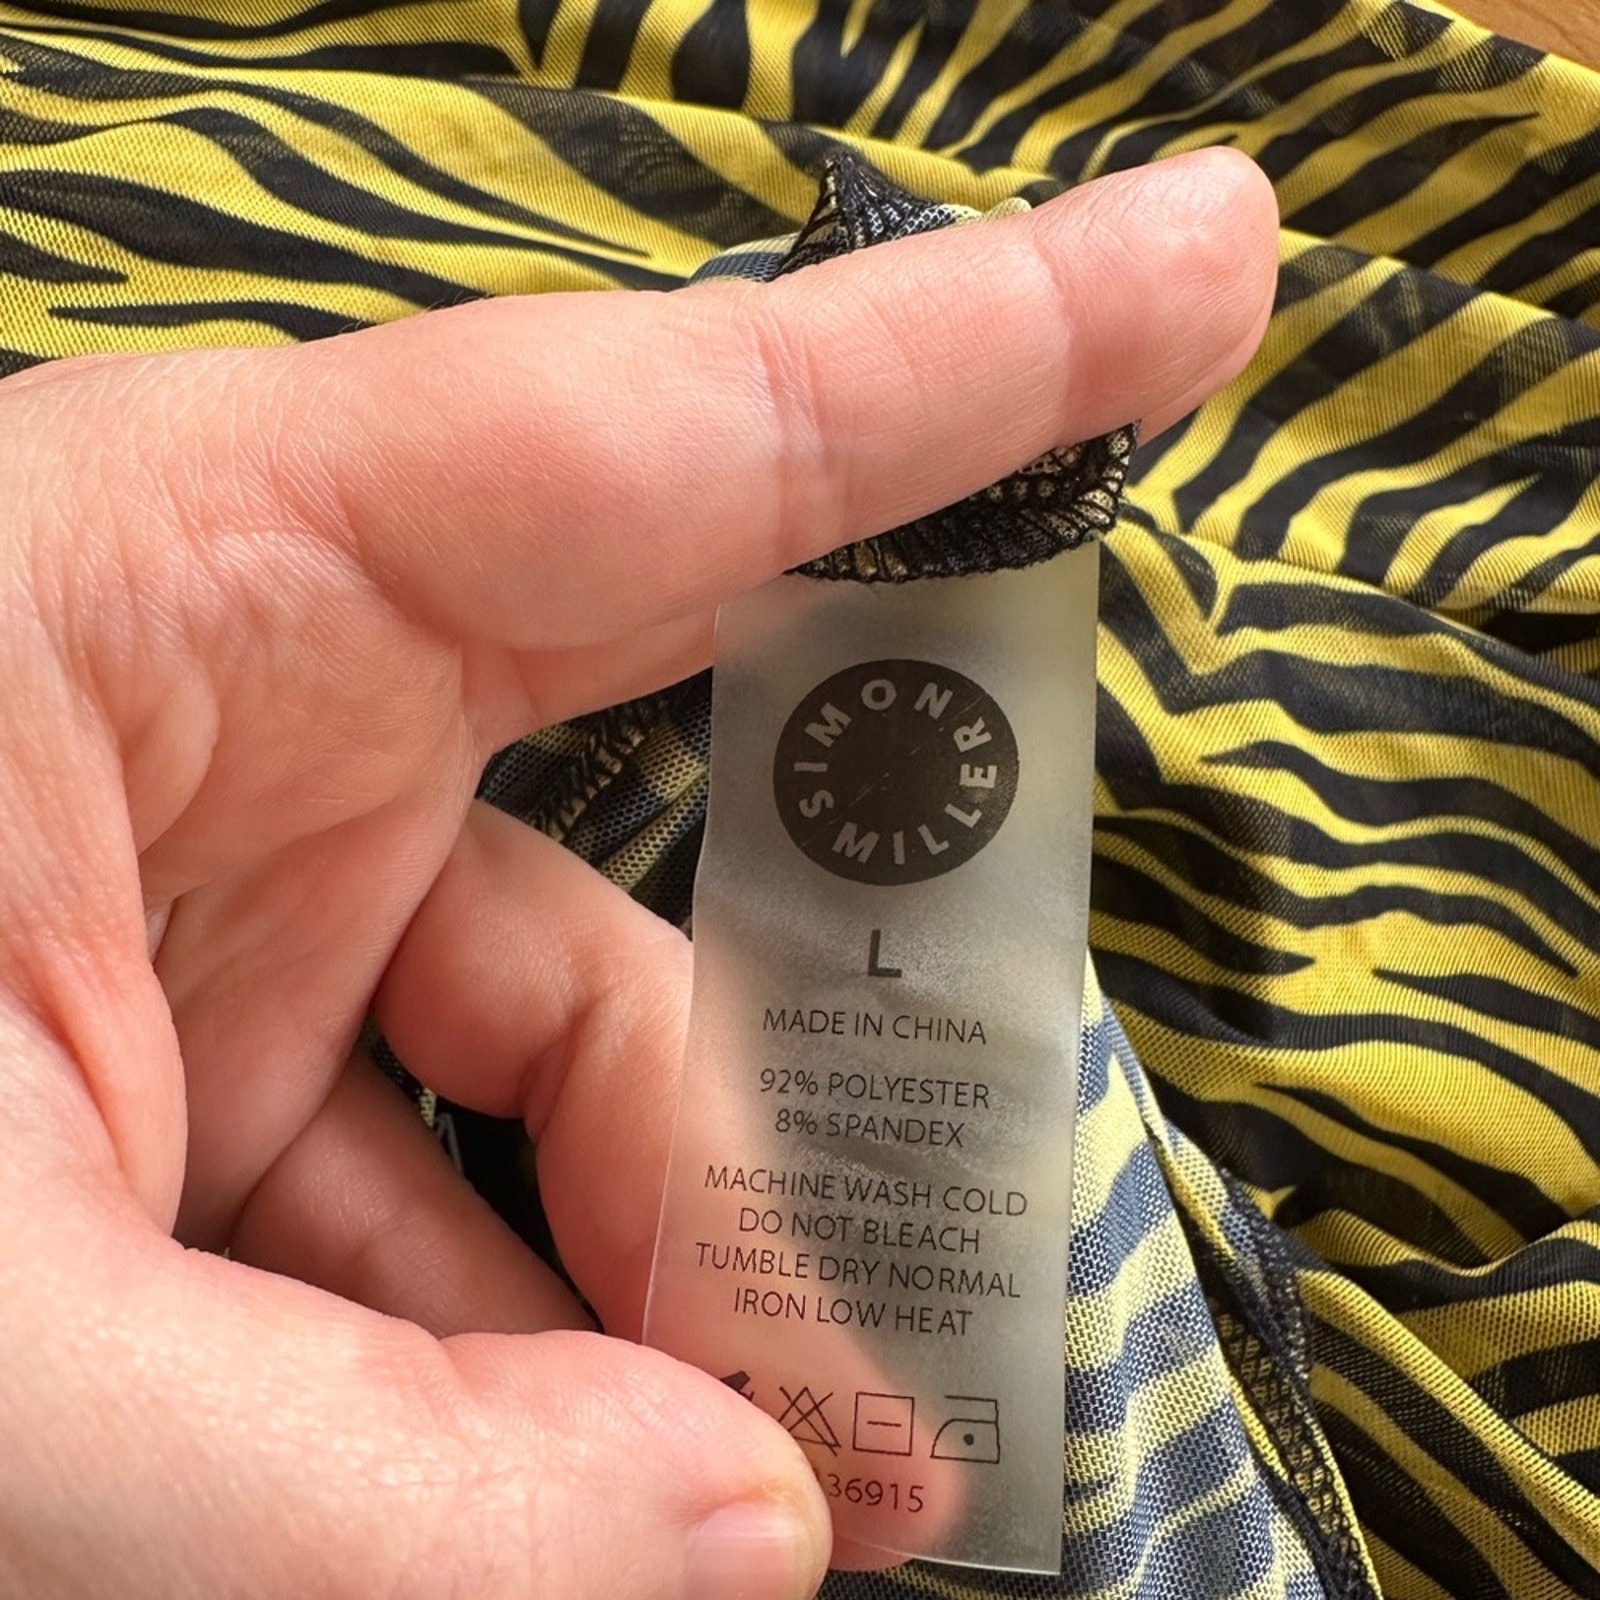 SIMON MILLER
L
MADE IN CHINA
92% POLYESTER
8% SPANDEX
MACHINE WASH COLD
DO NOT BLEACH
TUMBLE DRY NORMAL
IRON LOW HEAT
36915